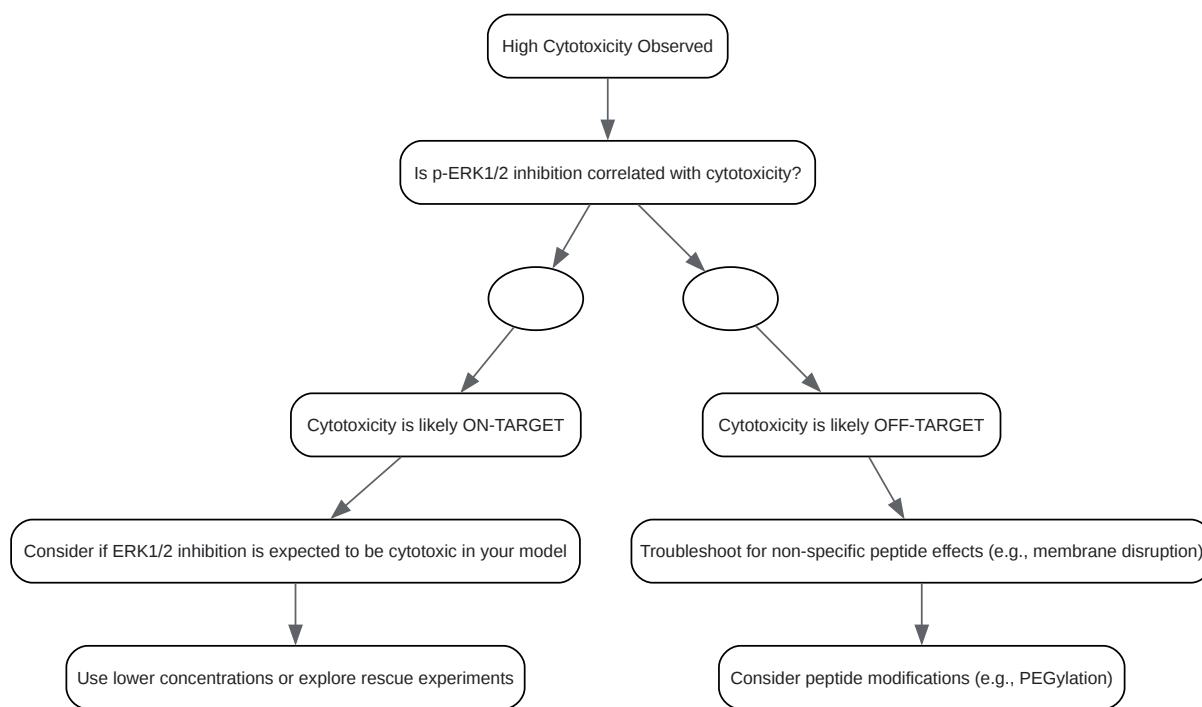 High Cytotoxicity Observed
Is p-ERK1/2 inhibition correlated with cytotoxicity?
Cytotoxicity is likely ON-TARGET
Cytotoxicity is likely OFF-TARGET
Consider if ERK1/2 inhibition is expected to be cytotoxic in your model
Troubleshoot for non-specific peptide effects (e.g., membrane disruption)
Use lower concentrations or explore rescue experiments
Consider peptide modifications (e.g., PEGylation)